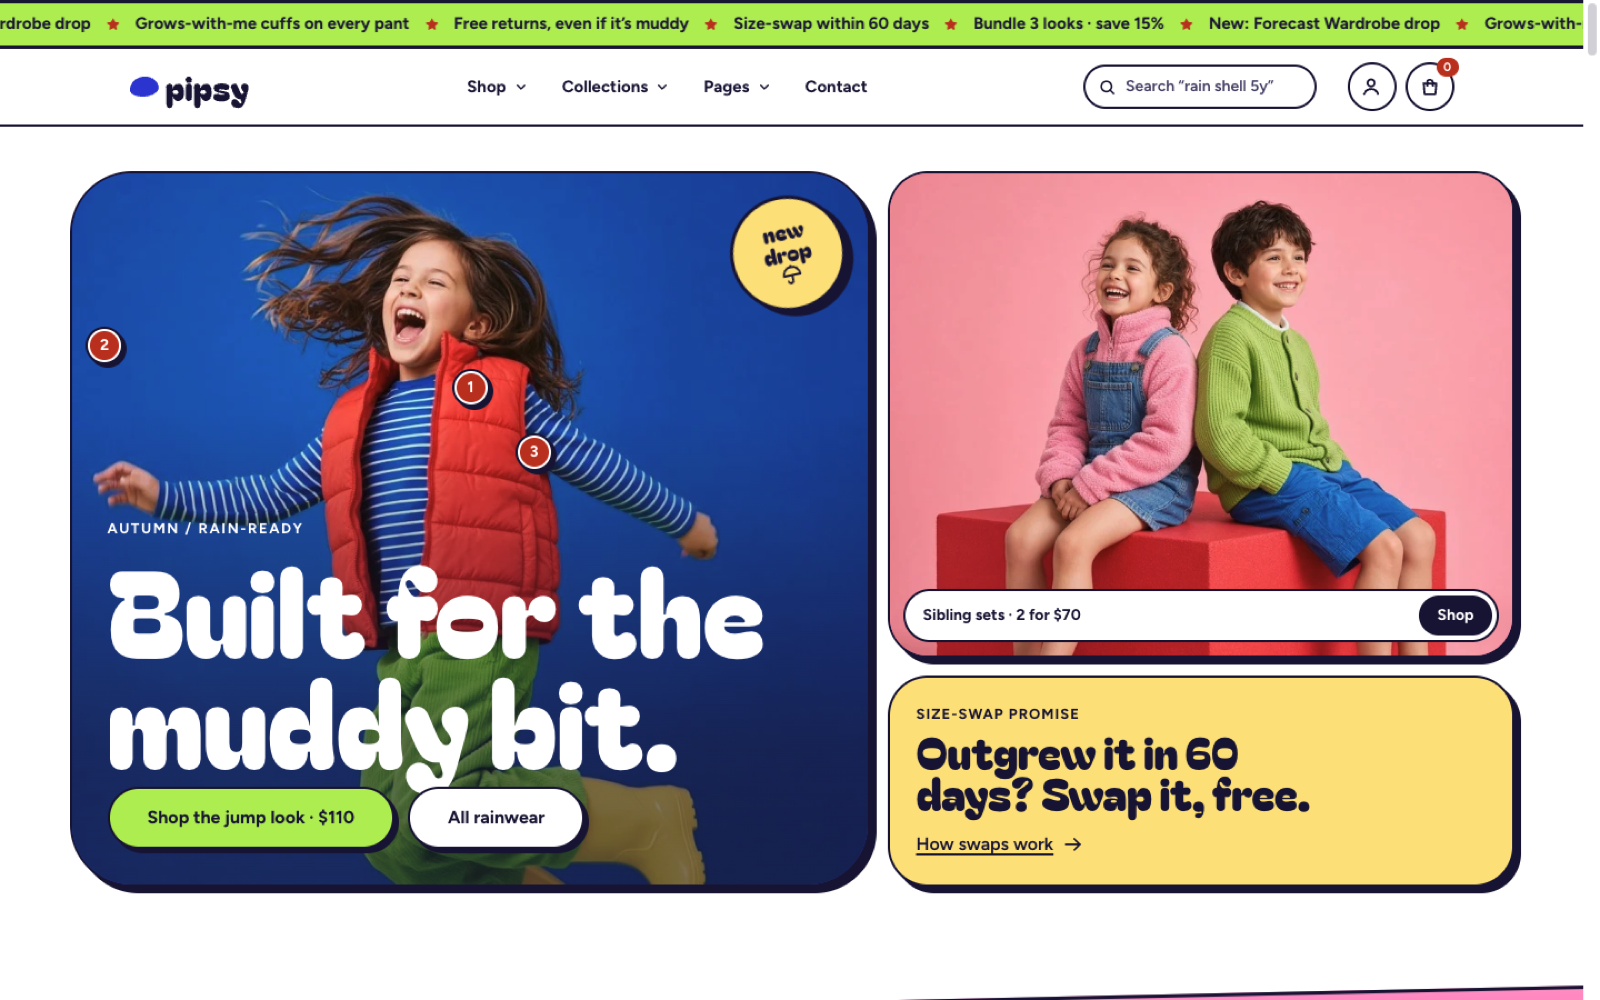 rdrobe drop ★ Grows-with-me cuffs on every pant ★ Free returns, even if it's muddy ★ Size-swap within 60 days ★ Bundle 3 looks · save 15% ★ New: Forecast Wardrobe drop ★ Grows-with-
pipsy
Shop
Collections
Pages
Contact
Search “rain shell 5y”
0
new
drop
2
1
3
AUTUMN / RAIN-READY
Built for the
muddy bit.
Shop the jump look · $110
All rainwear
Sibling sets · 2 for $70
Shop
SIZE-SWAP PROMISE
Outgrew it in 60
days? Swap it, free.
How swaps work →